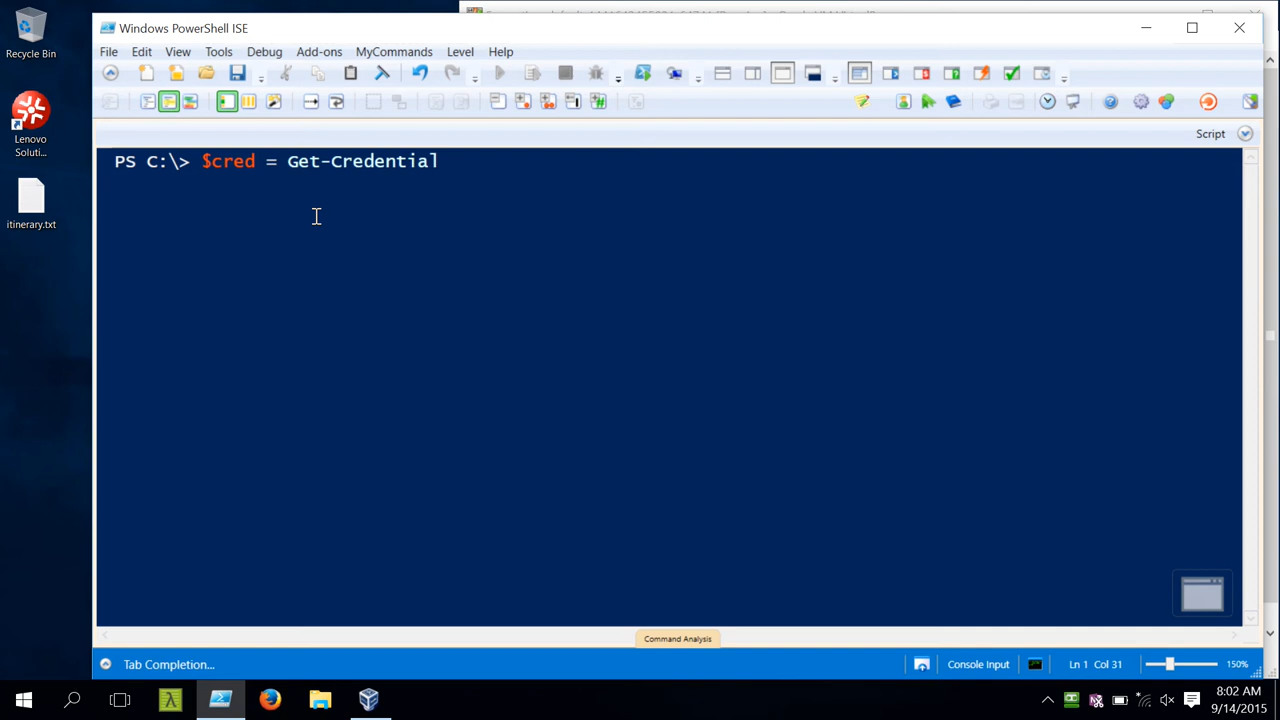 Recycle Bin
Lenovo
Soluti...
itinerary.txt
Windows PowerShell ISE
File Edit View Tools Debug Add-ons MyCommands Level Help
Script
PS C:\> $cred = Get-Credential
Command Analysis
Tab Completion...
Console Input
Ln 1 Col 31
150%
8:02 AM
9/14/2015